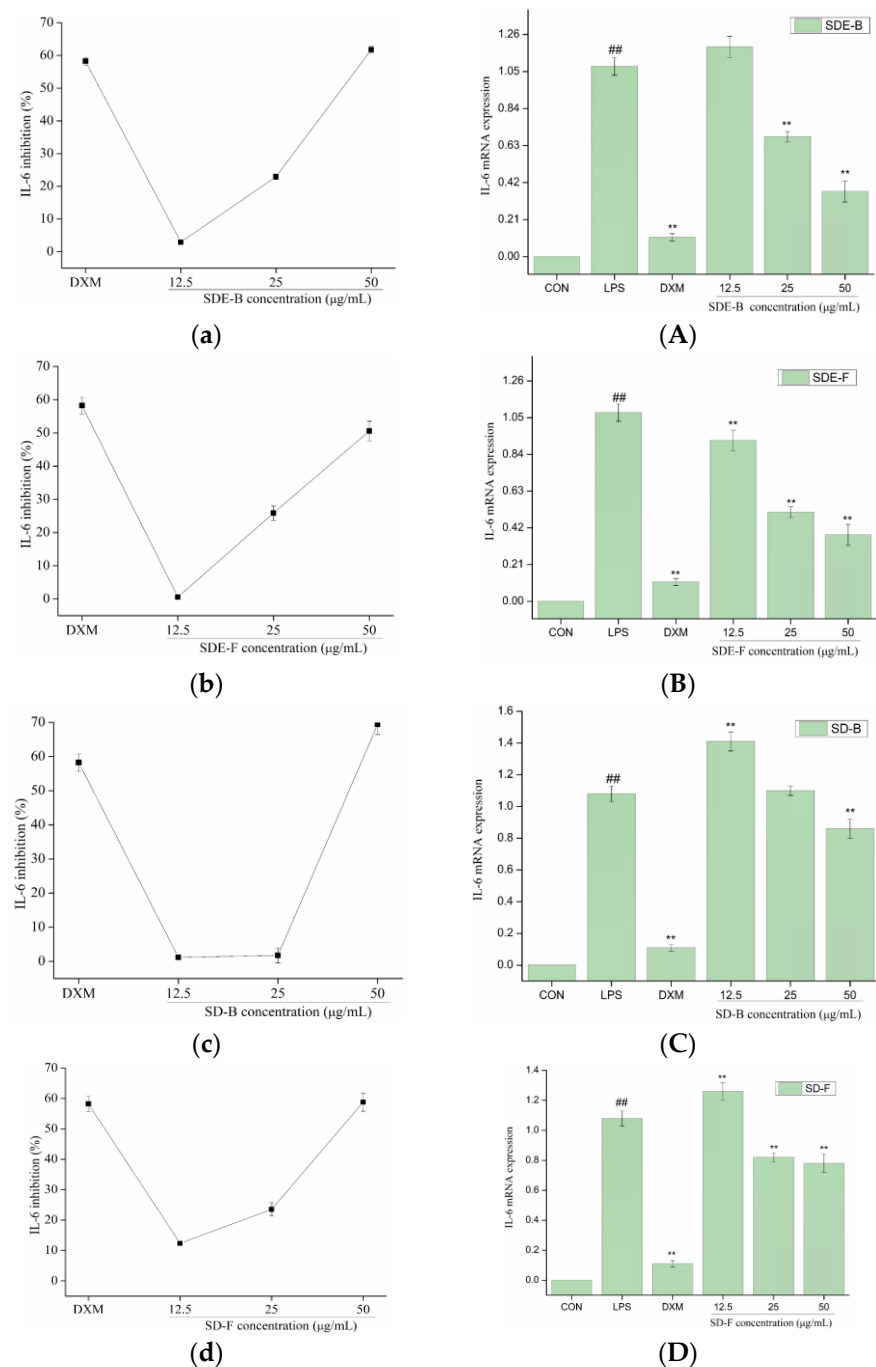 70
60
50
40
30
20
10
0
IL-6 inhibition (%)
DXM 12.5 25 50
SDE-B concentration (μg/mL)
(a)
SDE-B
1.26
1.05
0.84
0.63
0.42
0.21
0.00
IL-6 mRNA expression
##
**
**
**
CON LPS DXM 12.5 25 50
SDE-B concentration (μg/mL)
(A)
70
60
50
40
30
20
10
0
IL-6 inhibition (%)
DXM 12.5 25 50
SDE-F concentration (μg/mL)
(b)
SDE-F
1.26
1.05
0.84
0.63
0.42
0.21
0.00
IL-6 mRNA expression
##
**
**
**
**
CON LPS DXM 12.5 25 50
SDE-F concentration (μg/mL)
(B)
70
60
50
40
30
20
10
0
IL-6 inhibition (%)
DXM 12.5 25 50
SD-B concentration (μg/mL)
(c)
SD-B
1.6
1.4
1.2
1.0
0.8
0.6
0.4
0.2
0.0
IL-6 mRNA expression
##
**
**
**
CON LPS DXM 12.5 25 50
SD-B concentration (μg/mL)
(C)
70
60
50
40
30
20
10
0
IL-6 inhibition (%)
DXM 12.5 25 50
SD-F concentration (μg/mL)
(d)
SD-F
1.4
1.2
1.0
0.8
0.6
0.4
0.2
0.0
IL-6 mRNA expression
##
**
**
**
**
CON LPS DXM 12.5 25 50
SD-F concentration (μg/mL)
(D)